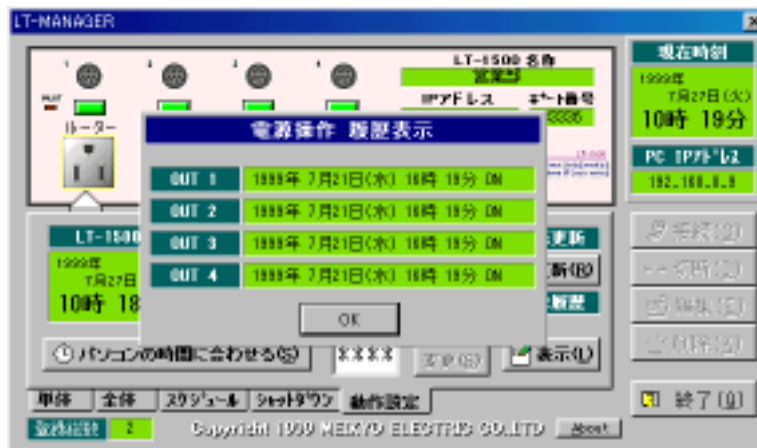 LT-MANAGER
LT-1500 名称
営業部
IPアドレス ポート番号
ルーター
現在時刻
1999年
7月27日(火)
10時 19分
PC IPアドレス
192.168.0.9
電源操作 履歴表示
OUT 1 1999年 7月21日(水) 16時 19分 ON
OUT 2 1999年 7月21日(水) 16時 19分 ON
OUT 3 1999年 7月21日(水) 16時 19分 ON
OUT 4 1999年 7月21日(水) 16時 19分 ON
OK
LT-1500
1999年
7月27日
10時 18
更新
新(R)
履歴
パソコンの時間に合わせる(S)
**** 変更(G)
表示(L)
切断(D)
編集(E)
削除(A)
終了(Q)
単体 全体 スケジュール シャットダウン 動作設定
登録総数 2
Copyright 1999 MEIKYO ELECTRIC CO.,LTD
About